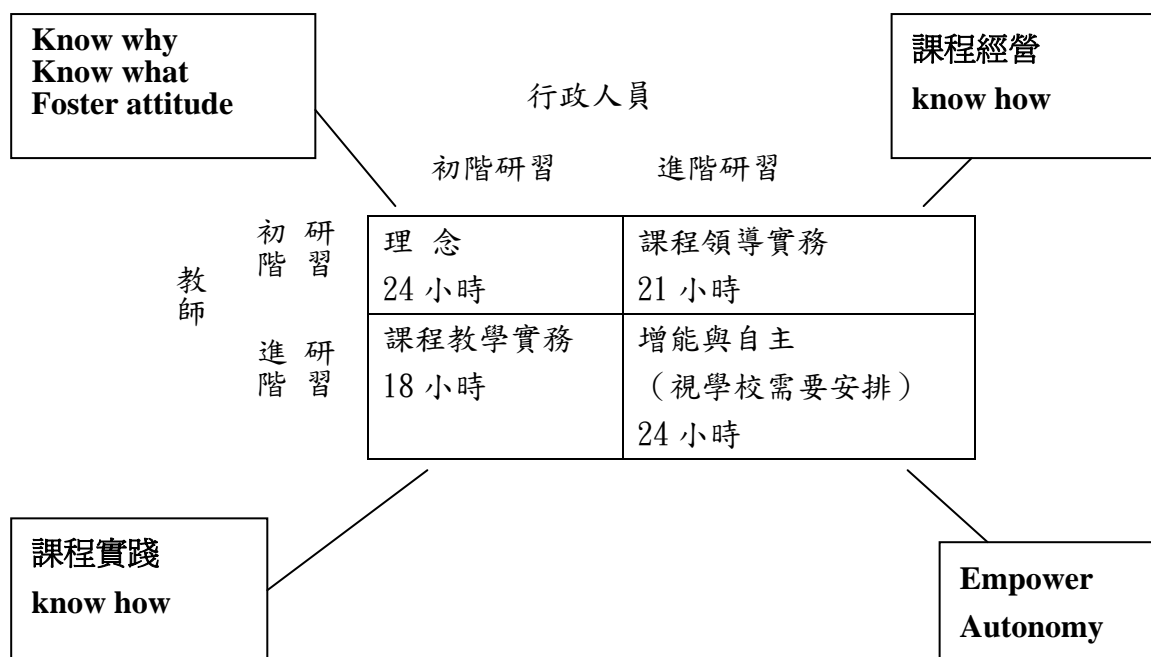 Know why
Know what
Foster attitude
課程經營
know how
行政人員
初階研習
進階研習
教師
初階
研習
理 念
24 小時
課程領導實務
21 小時
進階
研習
課程教學實務
18 小時
增能與自主
（視學校需要安排）
24 小時
課程實踐
know how
Empower
Autonomy